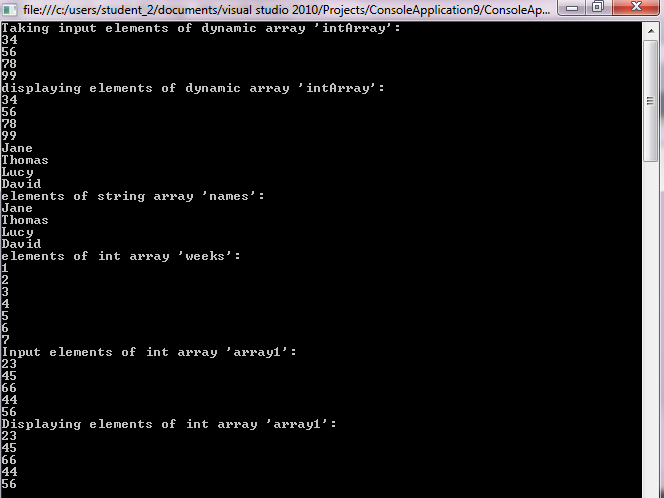 file:///c:/users/student_2/documents/visual studio 2010/Projects/ConsoleApplication9/ConsoleAp...
Taking input elements of dynamic array 'intArray':
34
56
78
99
displaying elements of dynamic array 'intArray':
34
56
78
99
Jane
Thomas
Lucy
David
elements of string array 'names':
Jane
Thomas
Lucy
David
elements of int array 'weeks':
1
2
3
4
5
6
7
Input elements of int array 'array1':
23
45
66
44
56
Displaying elements of int array 'array1':
23
45
66
44
56